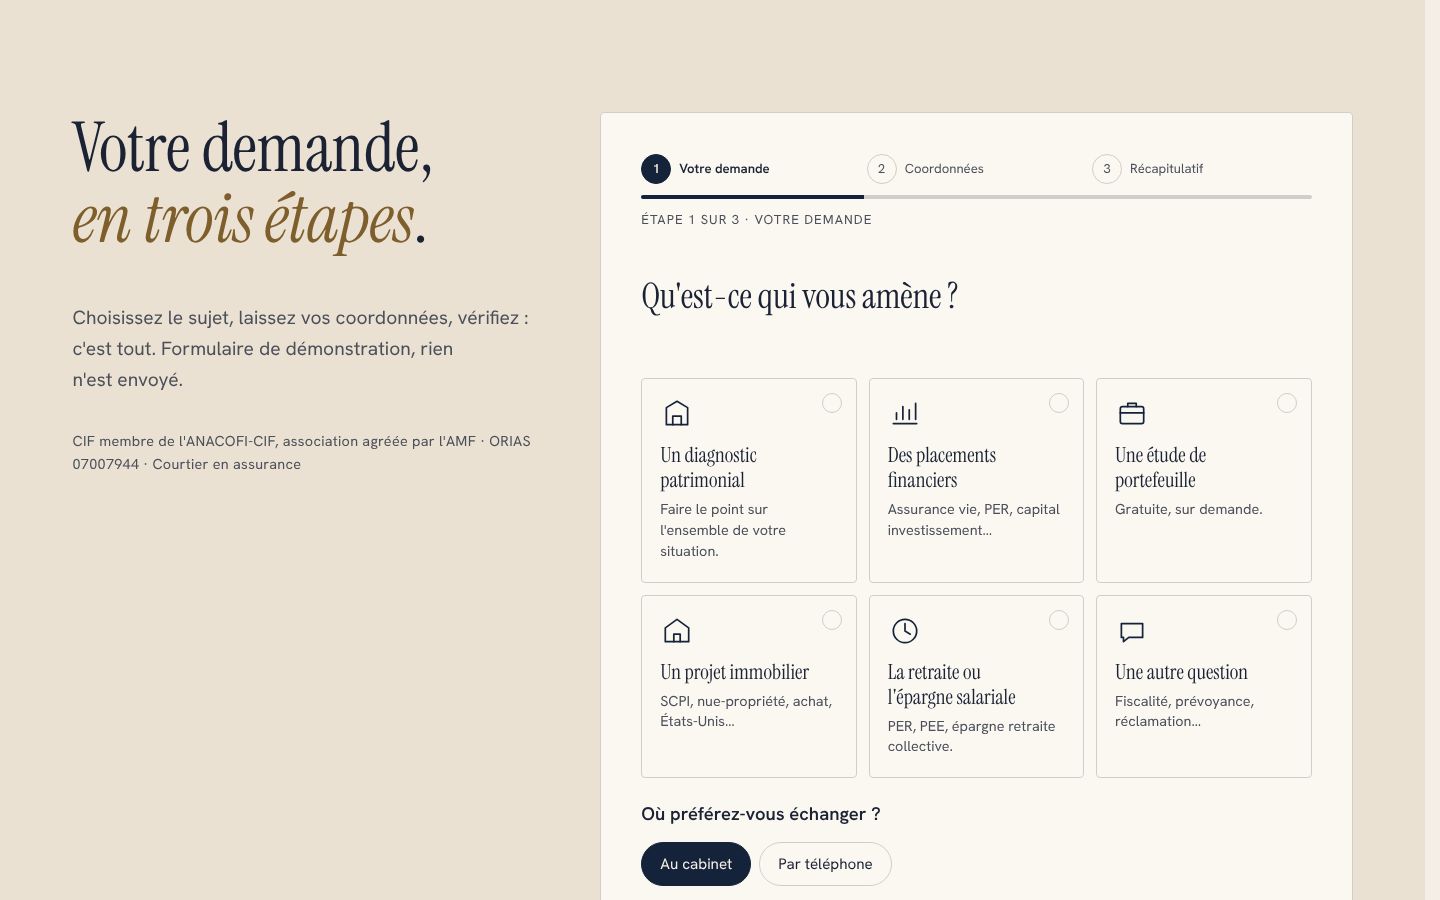 Votre demande,
en trois étapes.
Choisissez le sujet, laissez vos coordonnées, vérifiez :
c'est tout. Formulaire de démonstration, rien
n'est envoyé.
CIF membre de l'ANACOFI-CIF, association agréée par l'AMF · ORIAS
07007944 · Courtier en assurance
1 Votre demande
2 Coordonnées
3 Récapitulatif
ÉTAPE 1 SUR 3 · VOTRE DEMANDE
Qu'est-ce qui vous amène ?
Un diagnostic
patrimonial
Faire le point sur
l'ensemble de votre
situation.
Des placements
financiers
Assurance vie, PER, capital
investissement…
Une étude de
portefeuille
Gratuite, sur demande.
Un projet immobilier
SCPI, nue-propriété, achat,
États-Unis…
La retraite ou
l'épargne salariale
PER, PEE, épargne retraite
collective.
Une autre question
Fiscalité, prévoyance,
réclamation…
Où préférez-vous échanger ?
Au cabinet
Par téléphone